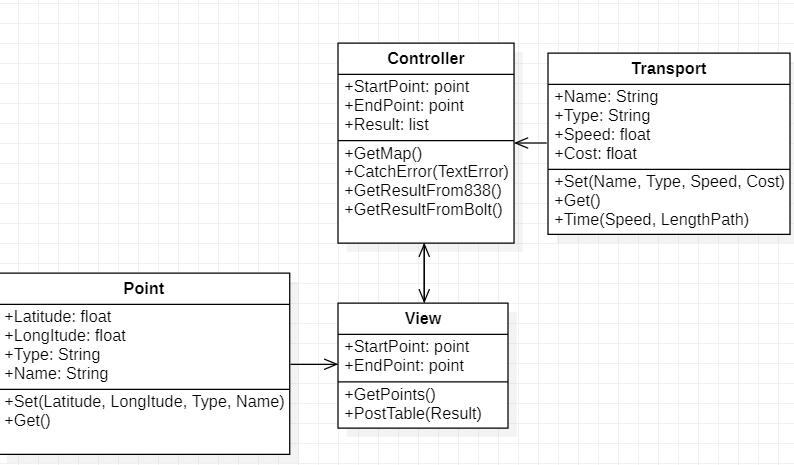 Controller
+StartPoint: point
+EndPoint: point
+Result: list
+GetMap()
+CatchError(TextError)
+GetResultFrom838()
+GetResultFromBolt()
Transport
+Name: String
+Type: String
+Speed: float
+Cost: float
+Set(Name, Type, Speed, Cost)
+Get()
+Time(Speed, LengthPath)
Point
+Latitude: float
+LongItude: float
+Type: String
+Name: String
+Set(Latitude, LongItude, Type, Name)
+Get()
View
+StartPoint: point
+EndPoint: point
+GetPoints()
+PostTable(Result)